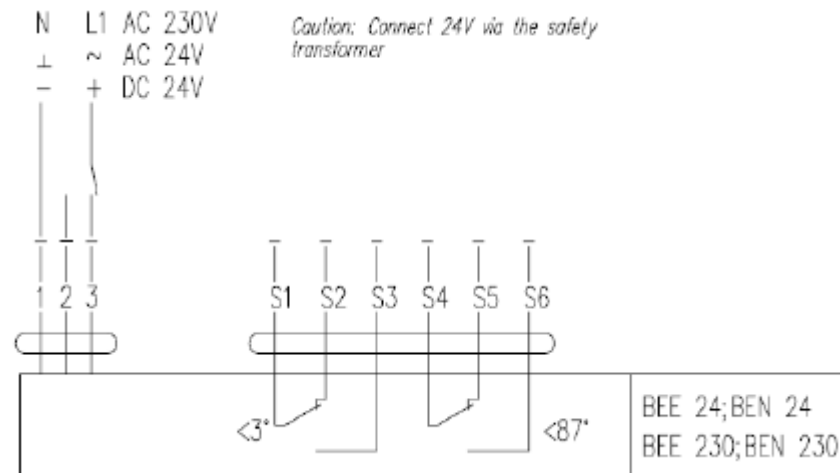 N L1 AC 230V
⊥ ~ AC 24V
− + DC 24V
Caution: Connect 24V via the safety
transformer
1 2 3 S1 S2 S3 S4 S5 S6
<3° <87°
BEE 24;BEN 24
BEE 230;BEN 230